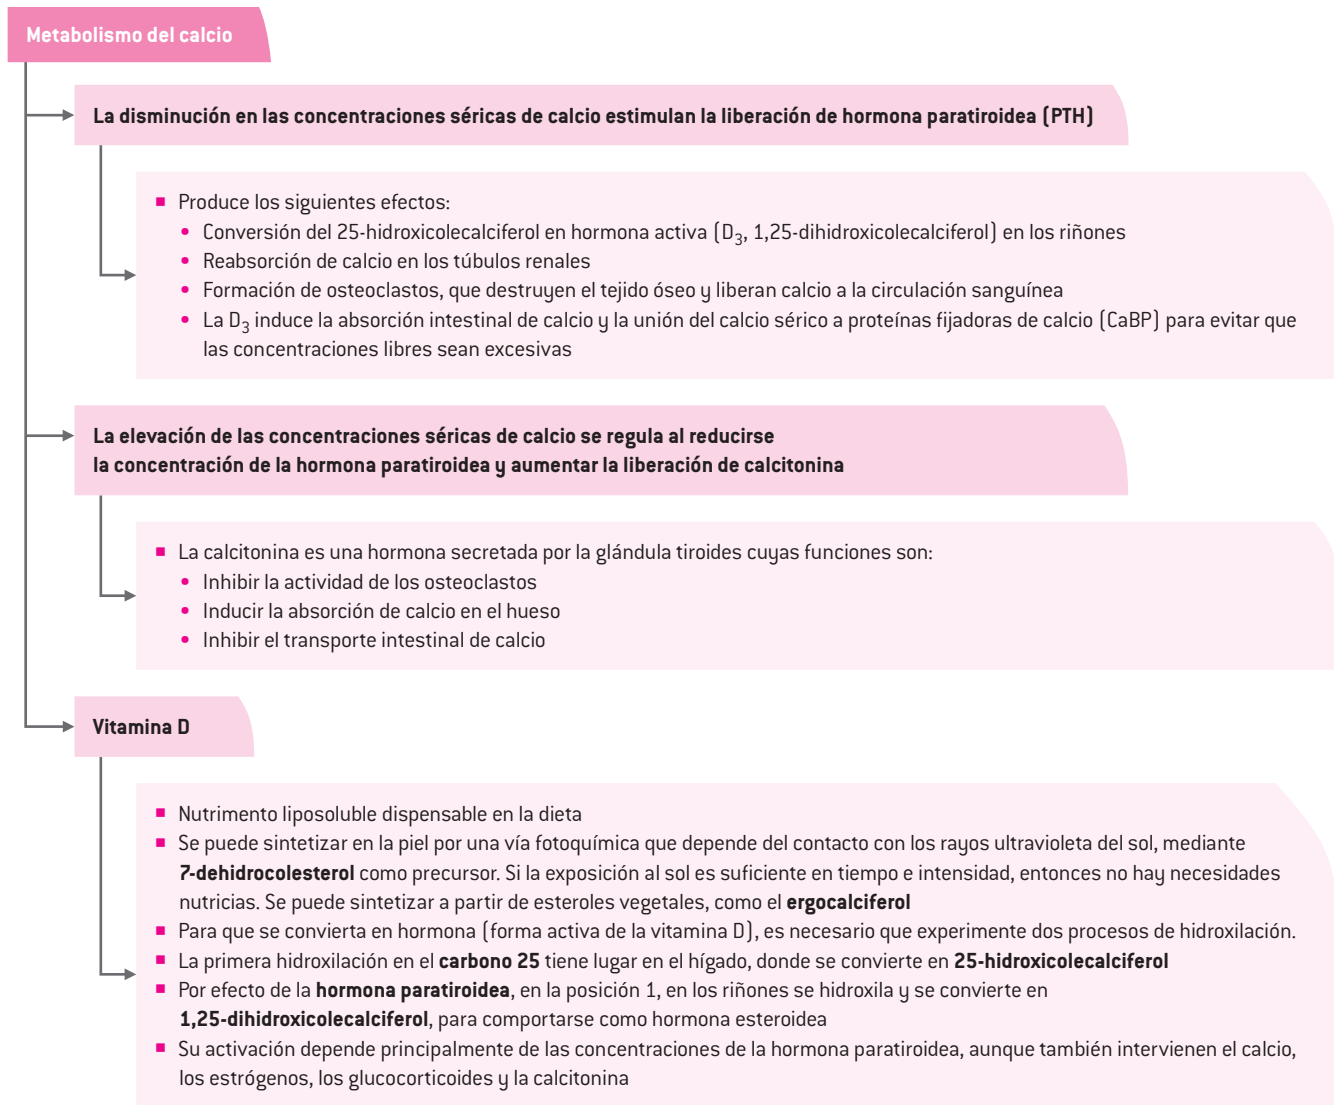 Metabolismo del calcio
La disminución en las concentraciones séricas de calcio estimulan la liberación de hormona paratiroidea (PTH)
■ Produce los siguientes efectos:
• Conversión del 25-hidroxicolecalciferol en hormona activa (D3, 1,25-dihidroxicolecalciferol) en los riñones
• Reabsorción de calcio en los túbulos renales
• Formación de osteoclastos, que destruyen el tejido óseo y liberan calcio a la circulación sanguínea
• La D3 induce la absorción intestinal de calcio y la unión del calcio sérico a proteínas fijadoras de calcio (CaBP) para evitar que
las concentraciones libres sean excesivas
La elevación de las concentraciones séricas de calcio se regula al reducirse
la concentración de la hormona paratiroidea y aumentar la liberación de calcitonina
■ La calcitonina es una hormona secretada por la glándula tiroides cuyas funciones son:
• Inhibir la actividad de los osteoclastos
• Inducir la absorción de calcio en el hueso
• Inhibir el transporte intestinal de calcio
Vitamina D
■ Nutrimento liposoluble dispensable en la dieta
■ Se puede sintetizar en la piel por una vía fotoquímica que depende del contacto con los rayos ultravioleta del sol, mediante
7-dehidrocolesterol como precursor. Si la exposición al sol es suficiente en tiempo e intensidad, entonces no hay necesidades
nutricias. Se puede sintetizar a partir de esteroles vegetales, como el ergocalciferol
■ Para que se convierta en hormona (forma activa de la vitamina D), es necesario que experimente dos procesos de hidroxilación.
■ La primera hidroxilación en el carbono 25 tiene lugar en el hígado, donde se convierte en 25-hidroxicolecalciferol
■ Por efecto de la hormona paratiroidea, en la posición 1, en los riñones se hidroxila y se convierte en
1,25-dihidroxicolecalciferol, para comportarse como hormona esteroidea
■ Su activación depende principalmente de las concentraciones de la hormona paratiroidea, aunque también intervienen el calcio,
los estrógenos, los glucocorticoides y la calcitonina